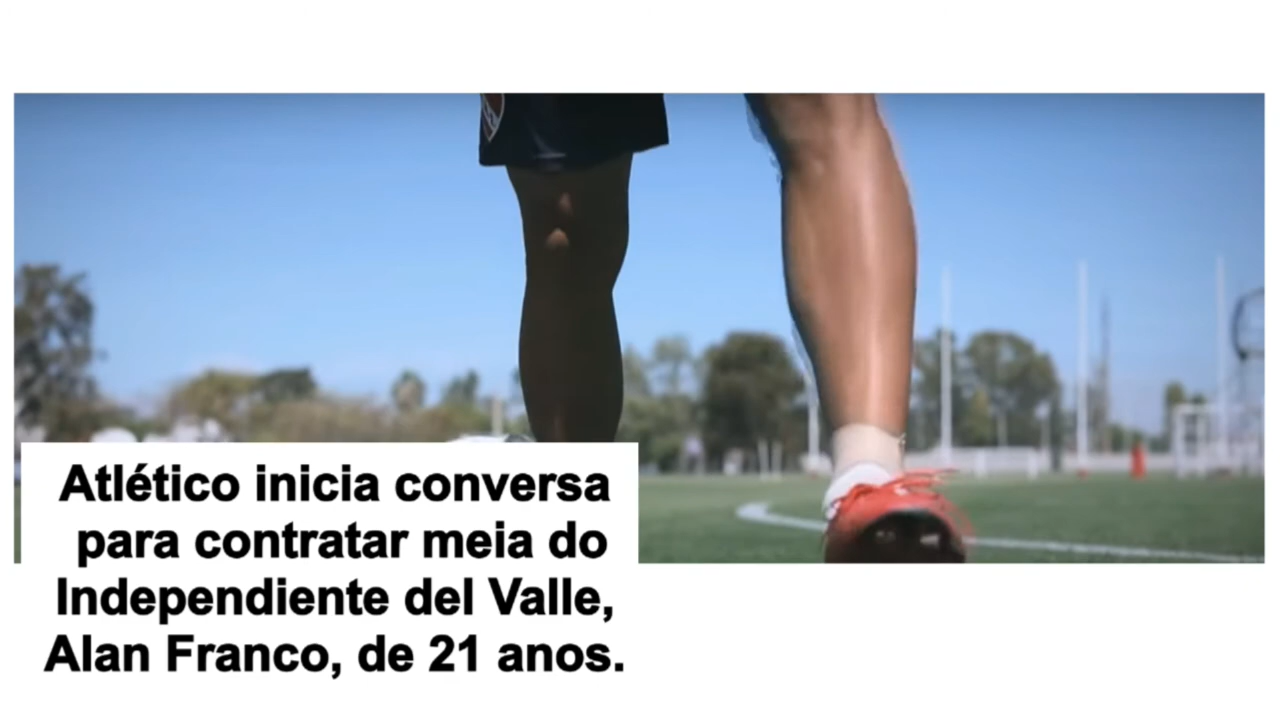 Atlético inicia conversa
para contratar meia do
Independiente del Valle,
Alan Franco, de 21 anos.